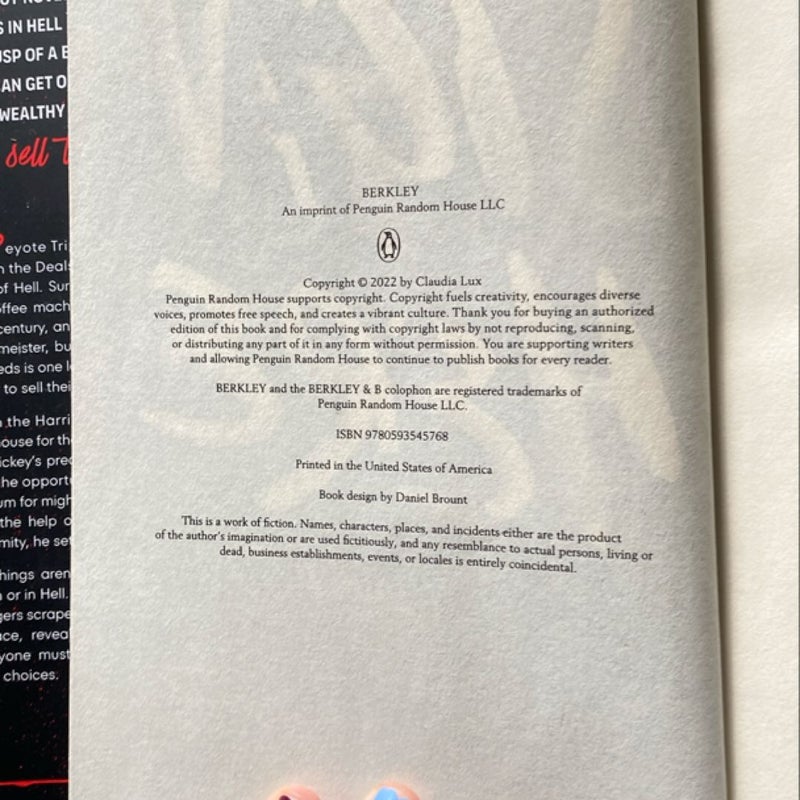 S IN HELL
USP OF A B
AN GET O
WEALTHY
sell
eyote Tri
n the Deals
of Hell. Sur
offee mach
century, an
meister, bu
eds is one l
to sell thei
the Harri
ouse for th
ickey's pre
he opport
um for migh
the help o
mity, he set
hings aren
or in Hell.
gers scrape
ace, revea
yone must
choices.
BERKLEY
An imprint of Penguin Random House LLC
Copyright © 2022 by Claudia Lux
Penguin Random House supports copyright. Copyright fuels creativity, encourages diverse
voices, promotes free speech, and creates a vibrant culture. Thank you for buying an authorized
edition of this book and for complying with copyright laws by not reproducing, scanning,
or distributing any part of it in any form without permission. You are supporting writers
and allowing Penguin Random House to continue to publish books for every reader.
BERKLEY and the BERKLEY & B colophon are registered trademarks of
Penguin Random House LLC.
ISBN 9780593545768
Printed in the United States of America
Book design by Daniel Brount
This is a work of fiction. Names, characters, places, and incidents either are the product
of the author's imagination or are used fictitiously, and any resemblance to actual persons, living or
dead, business establishments, events, or locales is entirely coincidental.